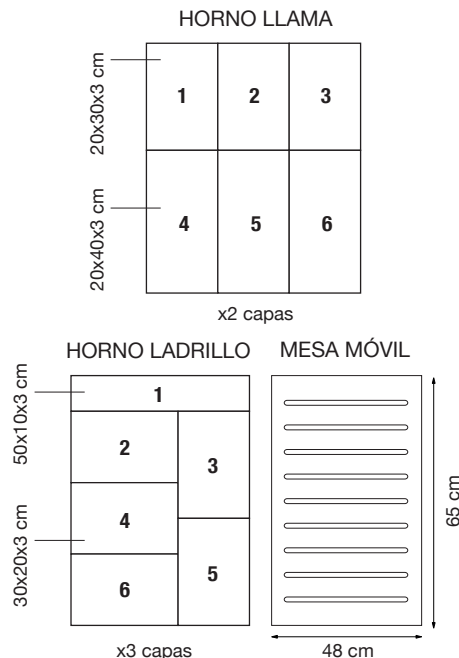 HORNO LLAMA
20x30x3 cm
1 2 3
20x40x3 cm
4 5 6
x2 capas
HORNO LADRILLO
50x10x3 cm
1
2
3
30x20x3 cm
4
5
6
x3 capas
MESA MÓVIL
65 cm
48 cm